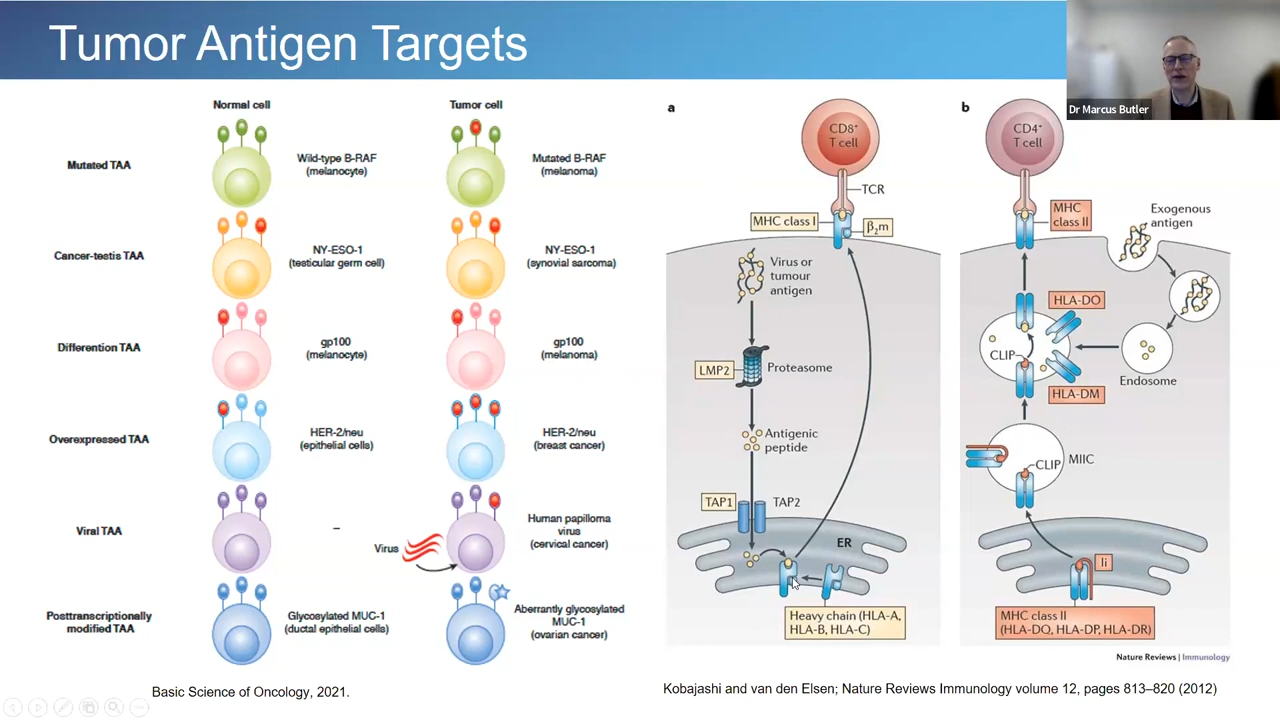 Tumor Antigen Targets
Dr Marcus Butler
Normal cell
Tumor cell
Mutated TAA
Wild-type B-RAF
(melanocyte)
Mutated B-RAF
(melanoma)
Cancer-testis TAA
NY-ESO-1
(testicular germ cell)
NY-ESO-1
(synovial sarcoma)
Differention TAA
gp100
(melanocyte)
gp100
(melanoma)
Overexpressed TAA
HER-2/neu
(epithelial cells)
HER-2/neu
(breast cancer)
Viral TAA
–
Virus
Human papilloma
virus
(cervical cancer)
Posttranscriptionally
modified TAA
Glycosylated MUC-1
(ductal epithelial cells)
Aberrantly glycosylated
MUC-1
(ovarian cancer)
Basic Science of Oncology, 2021.
a
CD8+
T cell
TCR
MHC class I
β2m
Virus or
tumour
antigen
LMP2
Proteasome
Antigenic
peptide
TAP1
TAP2
ER
Heavy chain (HLA-A,
HLA-B, HLA-C)
b
CD4+
T cell
MHC
class II
Exogenous
antigen
HLA-DO
CLIP
Endosome
HLA-DM
CLIP
MIIC
Ii
MHC class II
(HLA-DQ, HLA-DP, HLA-DR)
Nature Reviews | Immunology
Kobajashi and van den Elsen; Nature Reviews Immunology volume 12, pages 813–820 (2012)